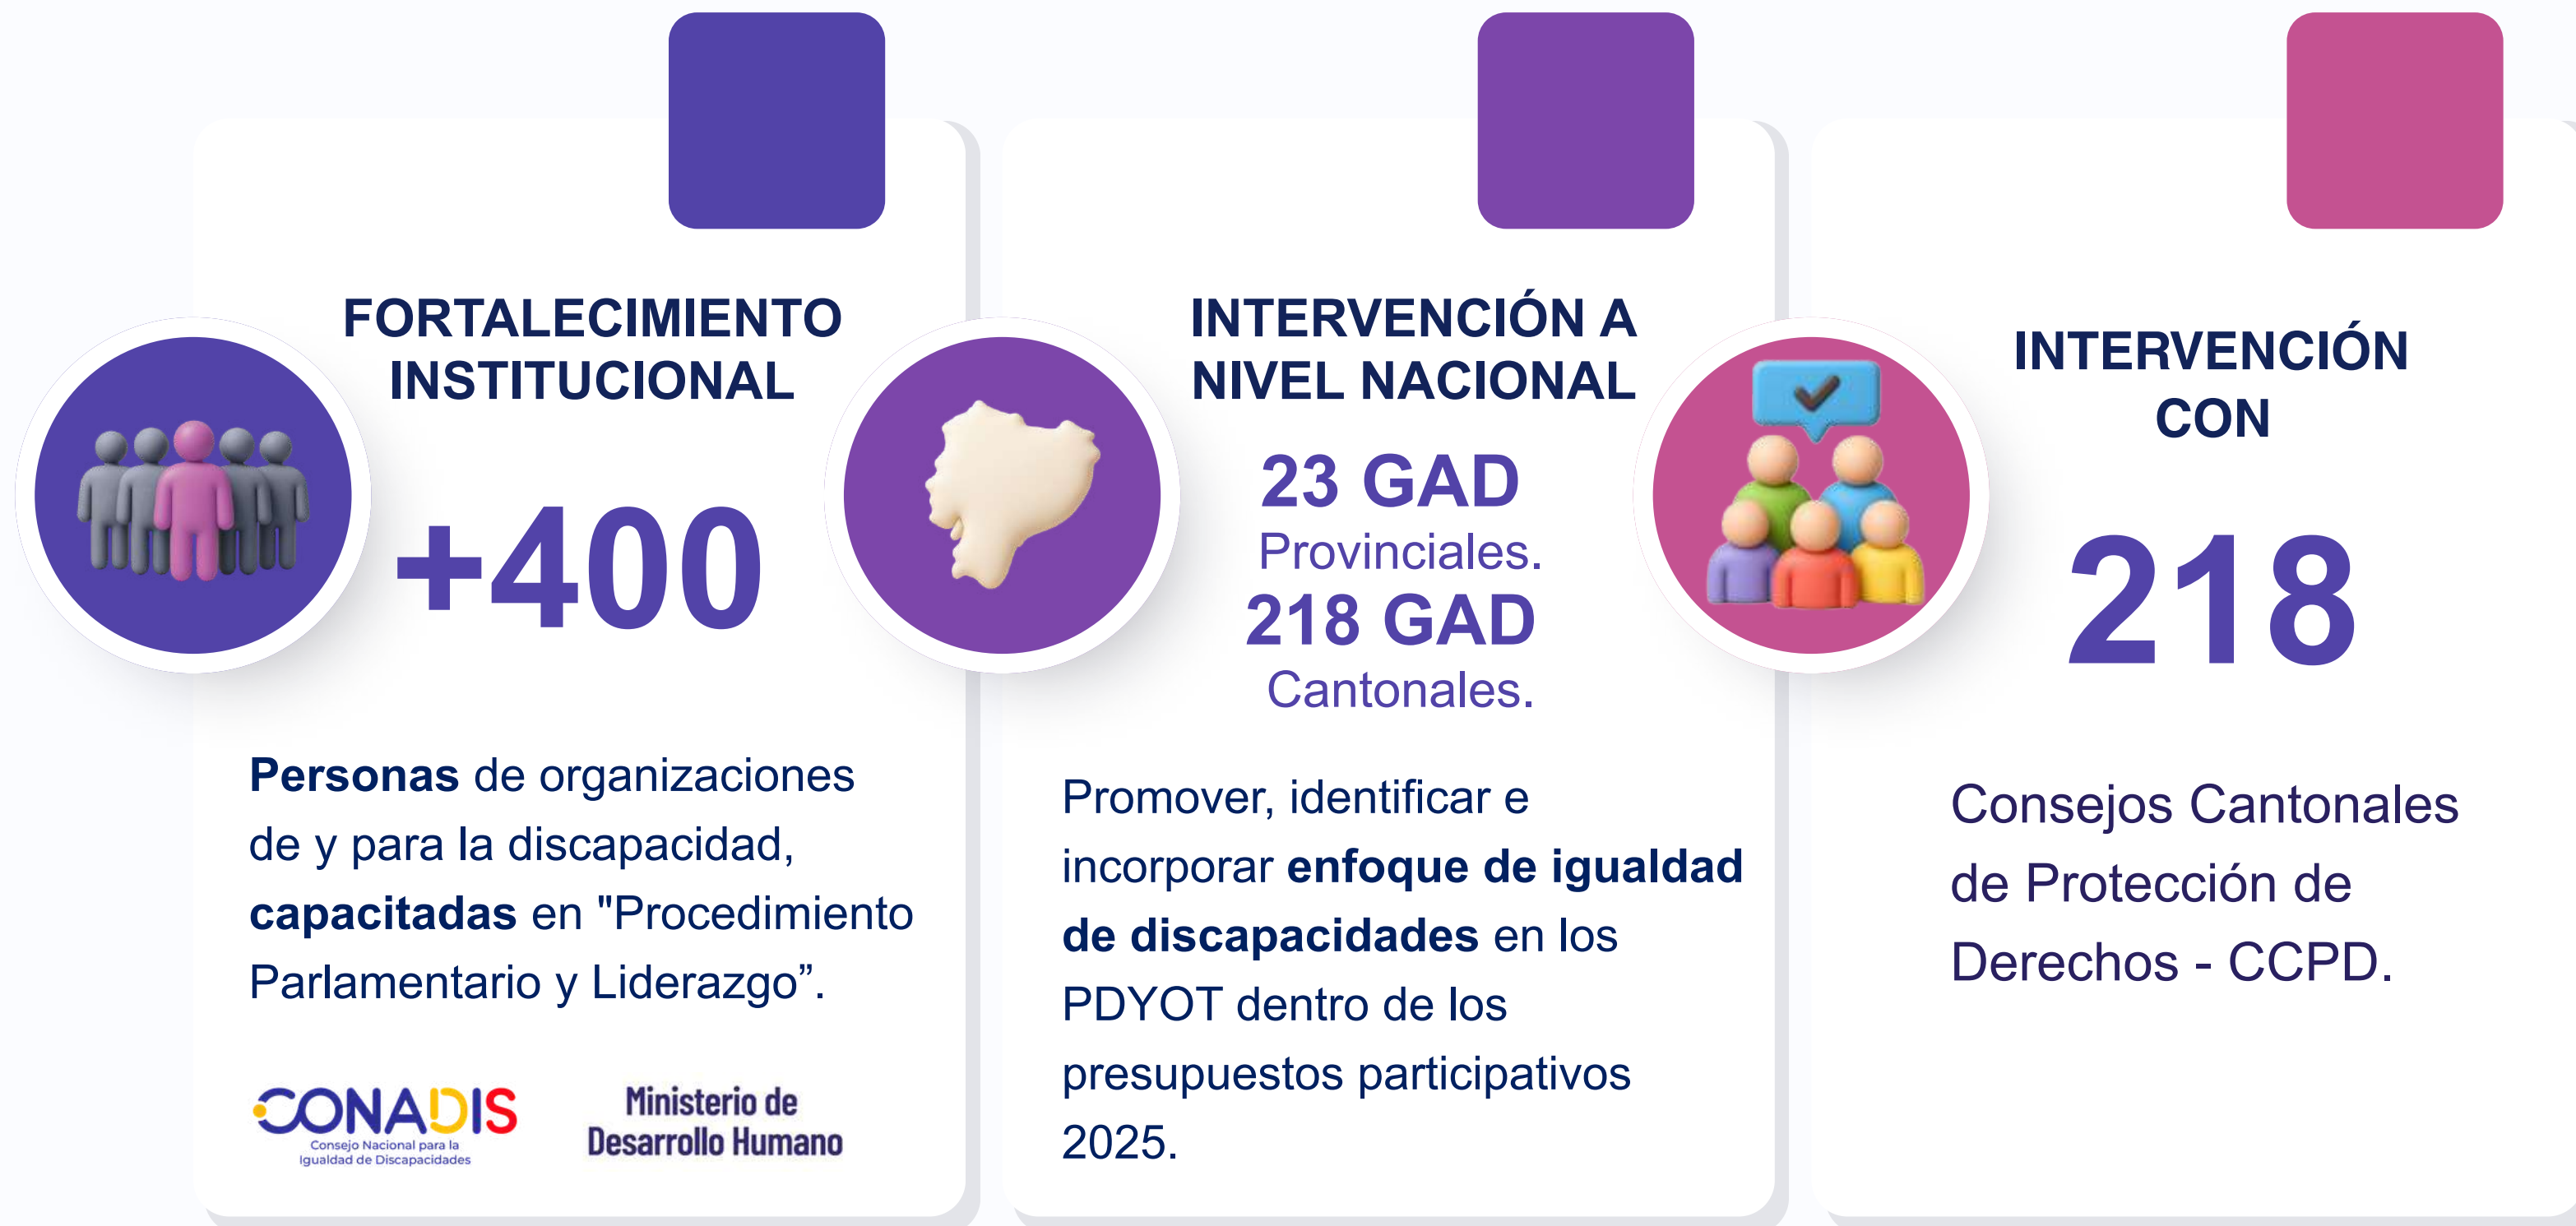 FORTALECIMIENTO
INSTITUCIONAL
+400
Personas de organizaciones
de y para la discapacidad,
capacitadas en "Procedimiento
Parlamentario y Liderazgo”.
CONADIS
Consejo Nacional para la
Igualdad de Discapacidades
Ministerio de
Desarrollo Humano
INTERVENCIÓN A
NIVEL NACIONAL
23 GAD
Provinciales.
218 GAD
Cantonales.
Promover, identificar e
incorporar enfoque de igualdad
de discapacidades en los
PDYOT dentro de los
presupuestos participativos
2025.
INTERVENCIÓN
CON
218
Consejos Cantonales
de Protección de
Derechos - CCPD.